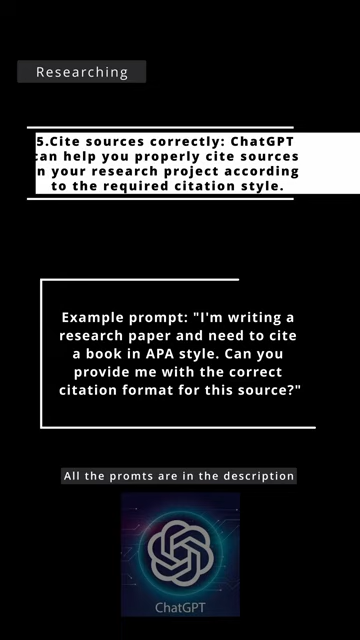 Researching
5.Cite sources correctly: ChatGPT
can help you properly cite sources
n your research project according
to the required citation style.
Example prompt: "I'm writing a
research paper and need to cite
a book in APA style. Can you
provide me with the correct
citation format for this source?"
All the promts are in the description
ChatGPT